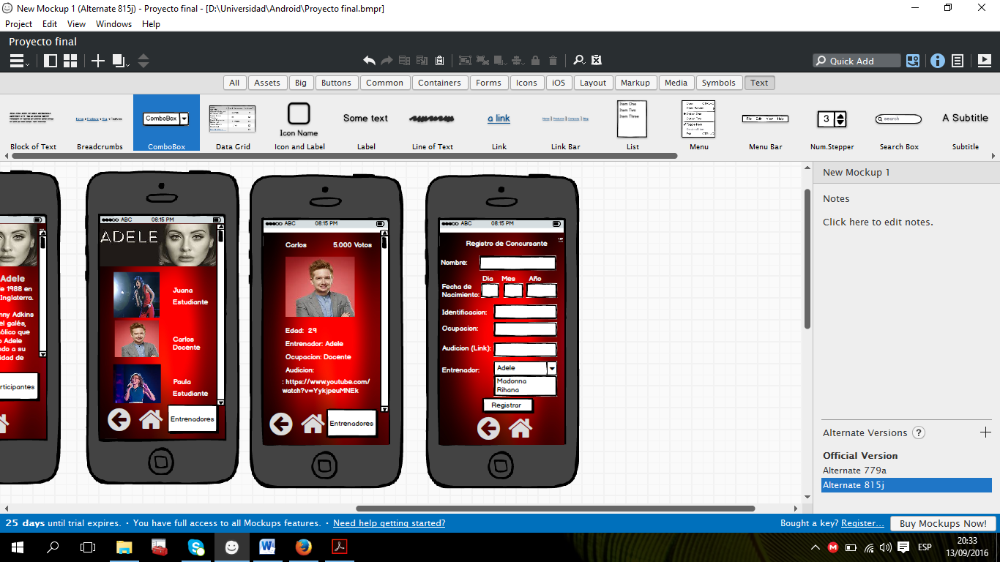 New Mockup 1 (Alternate 815j) - Proyecto final - [D:\Universidad\Android\Proyecto final.bmpr]
Project Edit View Windows Help
Proyecto final
Quick Add
All Assets Big Buttons Common Containers Forms Icons iOS Layout Markup Media Symbols Text
ComboBox
Icon Name
Some text
a link
Item One
Item Two
Item Three
File Edit View Help
3
search
A Subtitle
Block of Text Breadcrumbs ComboBox Data Grid Icon and Label Label Line of Text Link Link Bar List Menu Menu Bar Num.Stepper Search Box Subtitle
Adele
e 1988 en
Inglaterra.
nny Adkins
el galés,
ólico que
o Adele
ndo a su
idad de
rticipantes
ABC 08:15 PM
ADELE
Juana
Estudiante
Carlos
Docente
Paula
Estudiante
Entrenadores
ABC 08:15 PM
Carlos 5.000 Votos
Edad: 29
Entrenador: Adele
Ocupacion: Docente
Audicion:
: https://www.youtube.com/
watch?v=YykjpeuMNEk
Entrenadores
ABC 08:15 PM
Registro de Concursante
Nombre:
Dia Mes Año
Fecha de
Nacimiento:
Identificacion:
Ocupacion:
Audicion (Link):
Entrenador: Adele
Madonna
Rihana
Registrar
New Mockup 1
Notes
Click here to edit notes.
Alternate Versions ?
Official Version
Alternate 779a
Alternate 815j
25 days until trial expires. · You have full access to all Mockups features. · Need help getting started?
Bought a key? Register... Buy Mockups Now!
ESP
20:33
13/09/2016